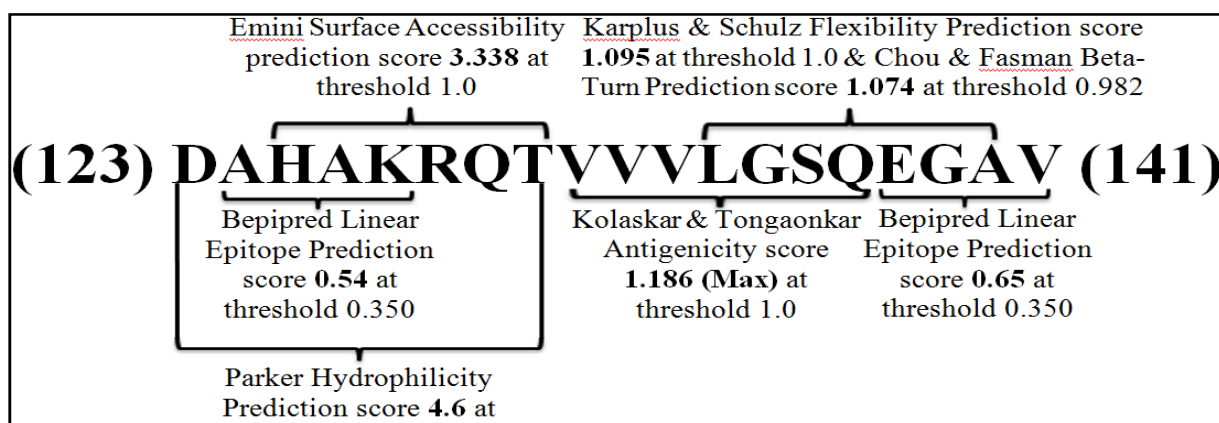 Emini Surface Accessibility
prediction score 3.338 at
threshold 1.0
Karplus & Schulz Flexibility Prediction score
1.095 at threshold 1.0 & Chou & Fasman Beta-
Turn Prediction score 1.074 at threshold 0.982
(123) DAHAKRQTVVVLGSQEGAV (141)
Bepipred Linear
Epitope Prediction
score 0.54 at
threshold 0.350
Kolaskar & Tongaonkar
Antigenicity score
1.186 (Max) at
threshold 1.0
Bepipred Linear
Epitope Prediction
score 0.65 at
threshold 0.350
Parker Hydrophilicity
Prediction score 4.6 at